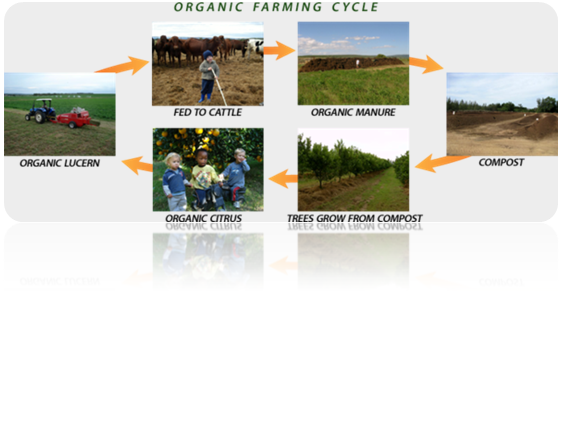 ORGANIC FARMING CYCLE
FED TO CATTLE
ORGANIC MANURE
ORGANIC LUCERN
COMPOST
ORGANIC CITRUS
TREES GROW FROM COMPOST